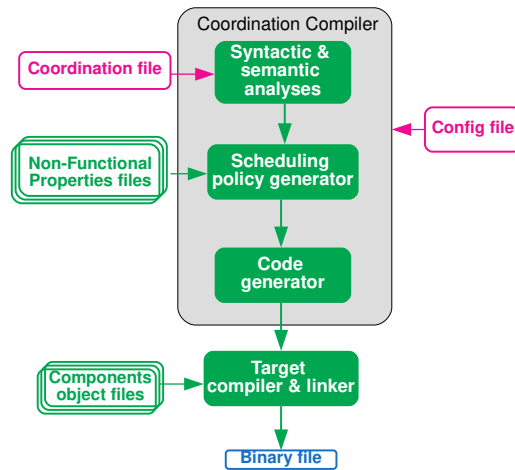 Coordination Compiler
Syntactic &
semantic
analyses
Coordination file
Config file
Non-Functional
Properties files
Scheduling
policy generator
Code
generator
Components
object files
Target
compiler & linker
Binary file